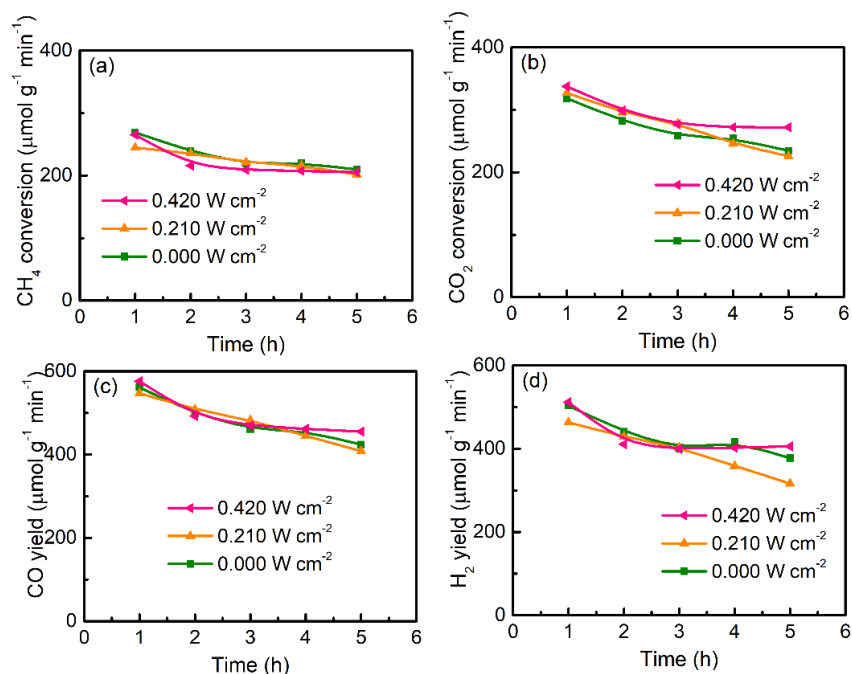 (a)
CH₄ conversion (μmol g⁻¹ min⁻¹)
400
200
0
0.420 W cm⁻²
0.210 W cm⁻²
0.000 W cm⁻²
0 1 2 3 4 5 6
Time (h)
(b)
CO₂ conversion (μmol g⁻¹ min⁻¹)
400
200
0
0.420 W cm⁻²
0.210 W cm⁻²
0.000 W cm⁻²
0 1 2 3 4 5 6
Time (h)
(c)
CO yield (μmol g⁻¹ min⁻¹)
600
400
200
0
0.420 W cm⁻²
0.210 W cm⁻²
0.000 W cm⁻²
0 1 2 3 4 5 6
Time (h)
(d)
H₂ yield (μmol g⁻¹ min⁻¹)
600
400
200
0
0.420 W cm⁻²
0.210 W cm⁻²
0.000 W cm⁻²
0 1 2 3 4 5 6
Time (h)